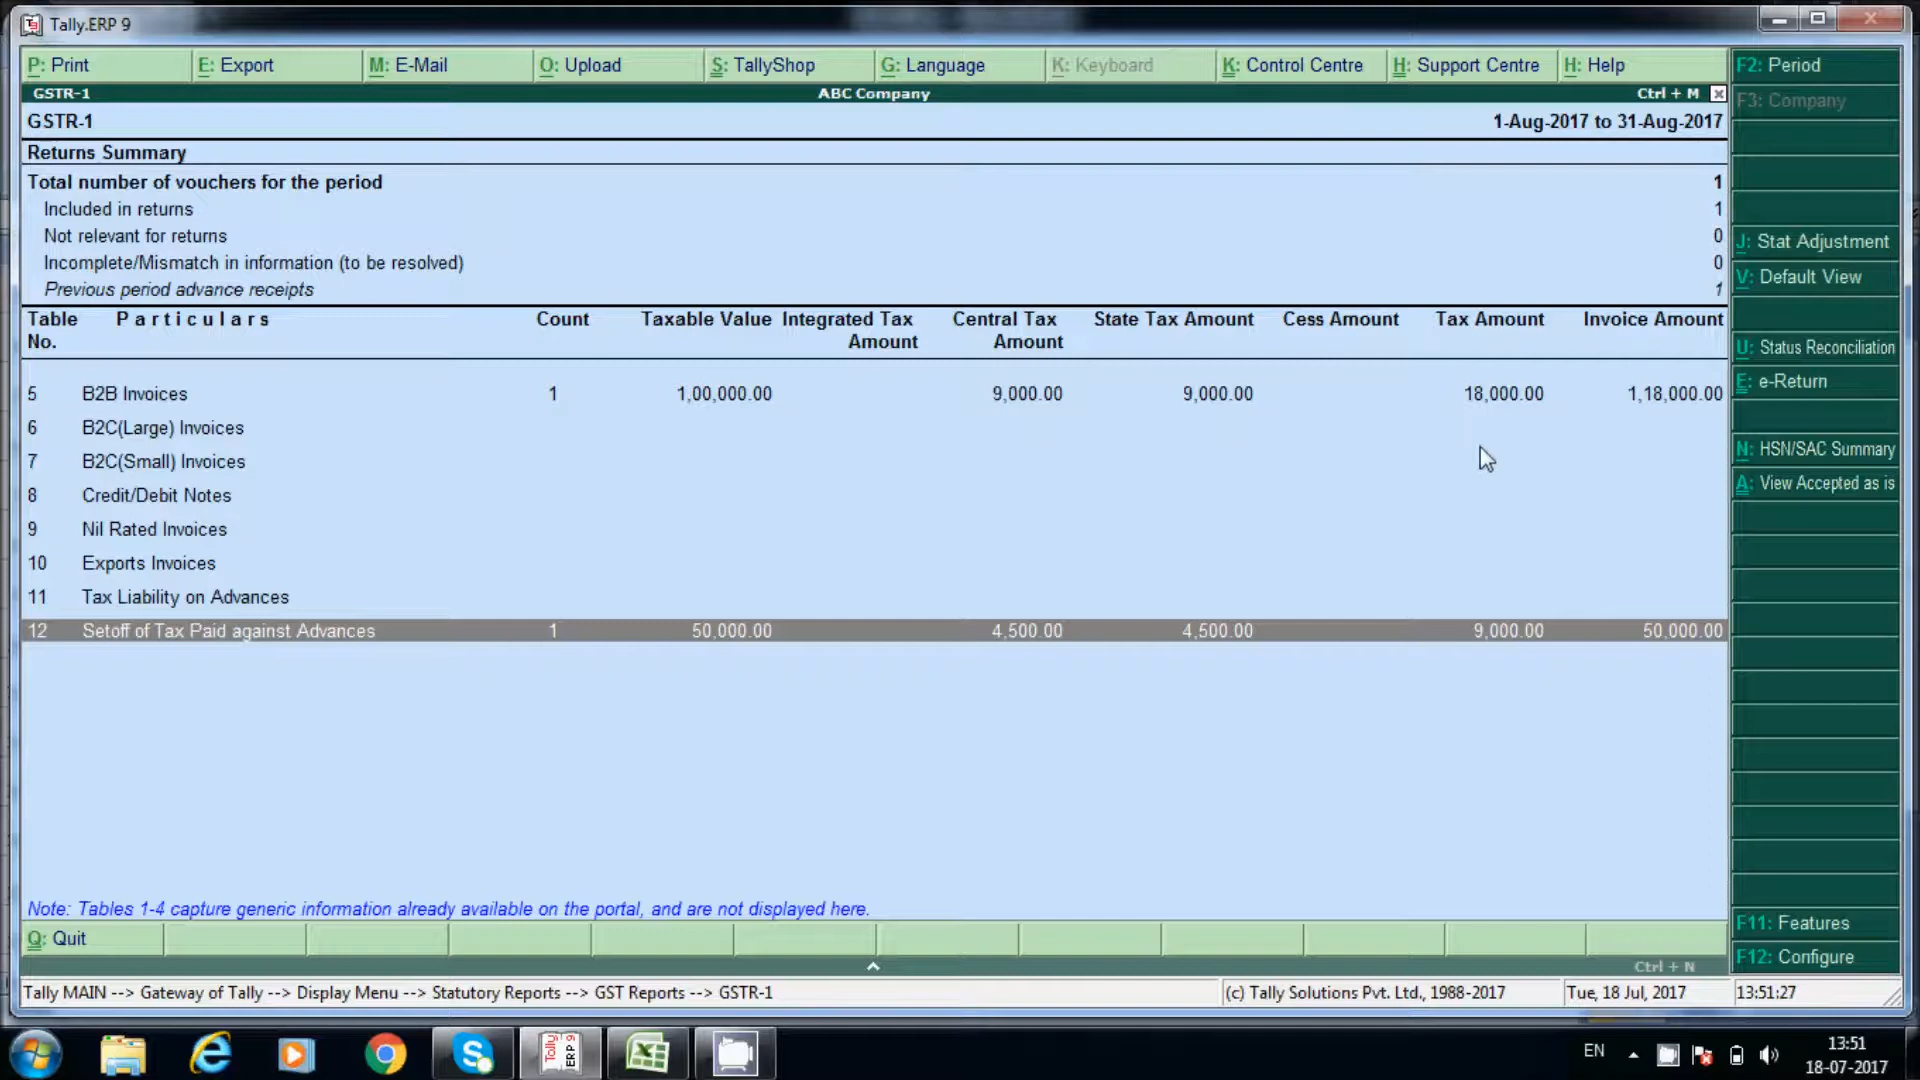 Tally.ERP 9
P: Print E: Export M: E-Mail O: Upload S: TallyShop G: Language K: Keyboard K: Control Centre H: Support Centre H: Help
GSTR-1 ABC Company Ctrl + M
GSTR-1 1-Aug-2017 to 31-Aug-2017
Returns Summary
Total number of vouchers for the period 1
Included in returns 1
Not relevant for returns 0
Incomplete/Mismatch in information (to be resolved) 0
Previous period advance receipts 1
Table Particulars Count Taxable Value Integrated Tax Central Tax State Tax Amount Cess Amount Tax Amount Invoice Amount
No. Amount Amount
5 B2B Invoices 1 1,00,000.00 9,000.00 9,000.00 18,000.00 1,18,000.00
6 B2C(Large) Invoices
7 B2C(Small) Invoices
8 Credit/Debit Notes
9 Nil Rated Invoices
10 Exports Invoices
11 Tax Liability on Advances
12 Setoff of Tax Paid against Advances 1 50,000.00 4,500.00 4,500.00 9,000.00 50,000.00
Note: Tables 1-4 capture generic information already available on the portal, and are not displayed here.
Q: Quit
Ctrl + N
Tally MAIN --> Gateway of Tally --> Display Menu --> Statutory Reports --> GST Reports --> GSTR-1 (c) Tally Solutions Pvt. Ltd., 1988-2017 Tue, 18 Jul, 2017 13:51:27
F2: Period
F3: Company
J: Stat Adjustment
V: Default View
U: Status Reconciliation
E: e-Return
N: HSN/SAC Summary
A: View Accepted as is
F11: Features
F12: Configure
Tally
ERP 9
EN
13:51
18-07-2017